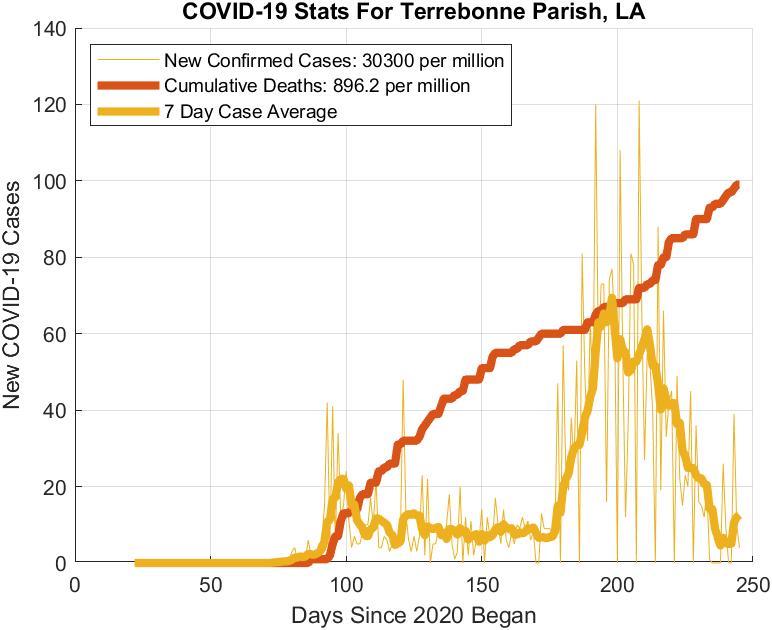 COVID-19 Stats For Terrebonne Parish, LA
New Confirmed Cases: 30300 per million
Cumulative Deaths: 896.2 per million
7 Day Case Average
New COVID-19 Cases
140
120
100
80
60
40
20
0
0 50 100 150 200 250
Days Since 2020 Began